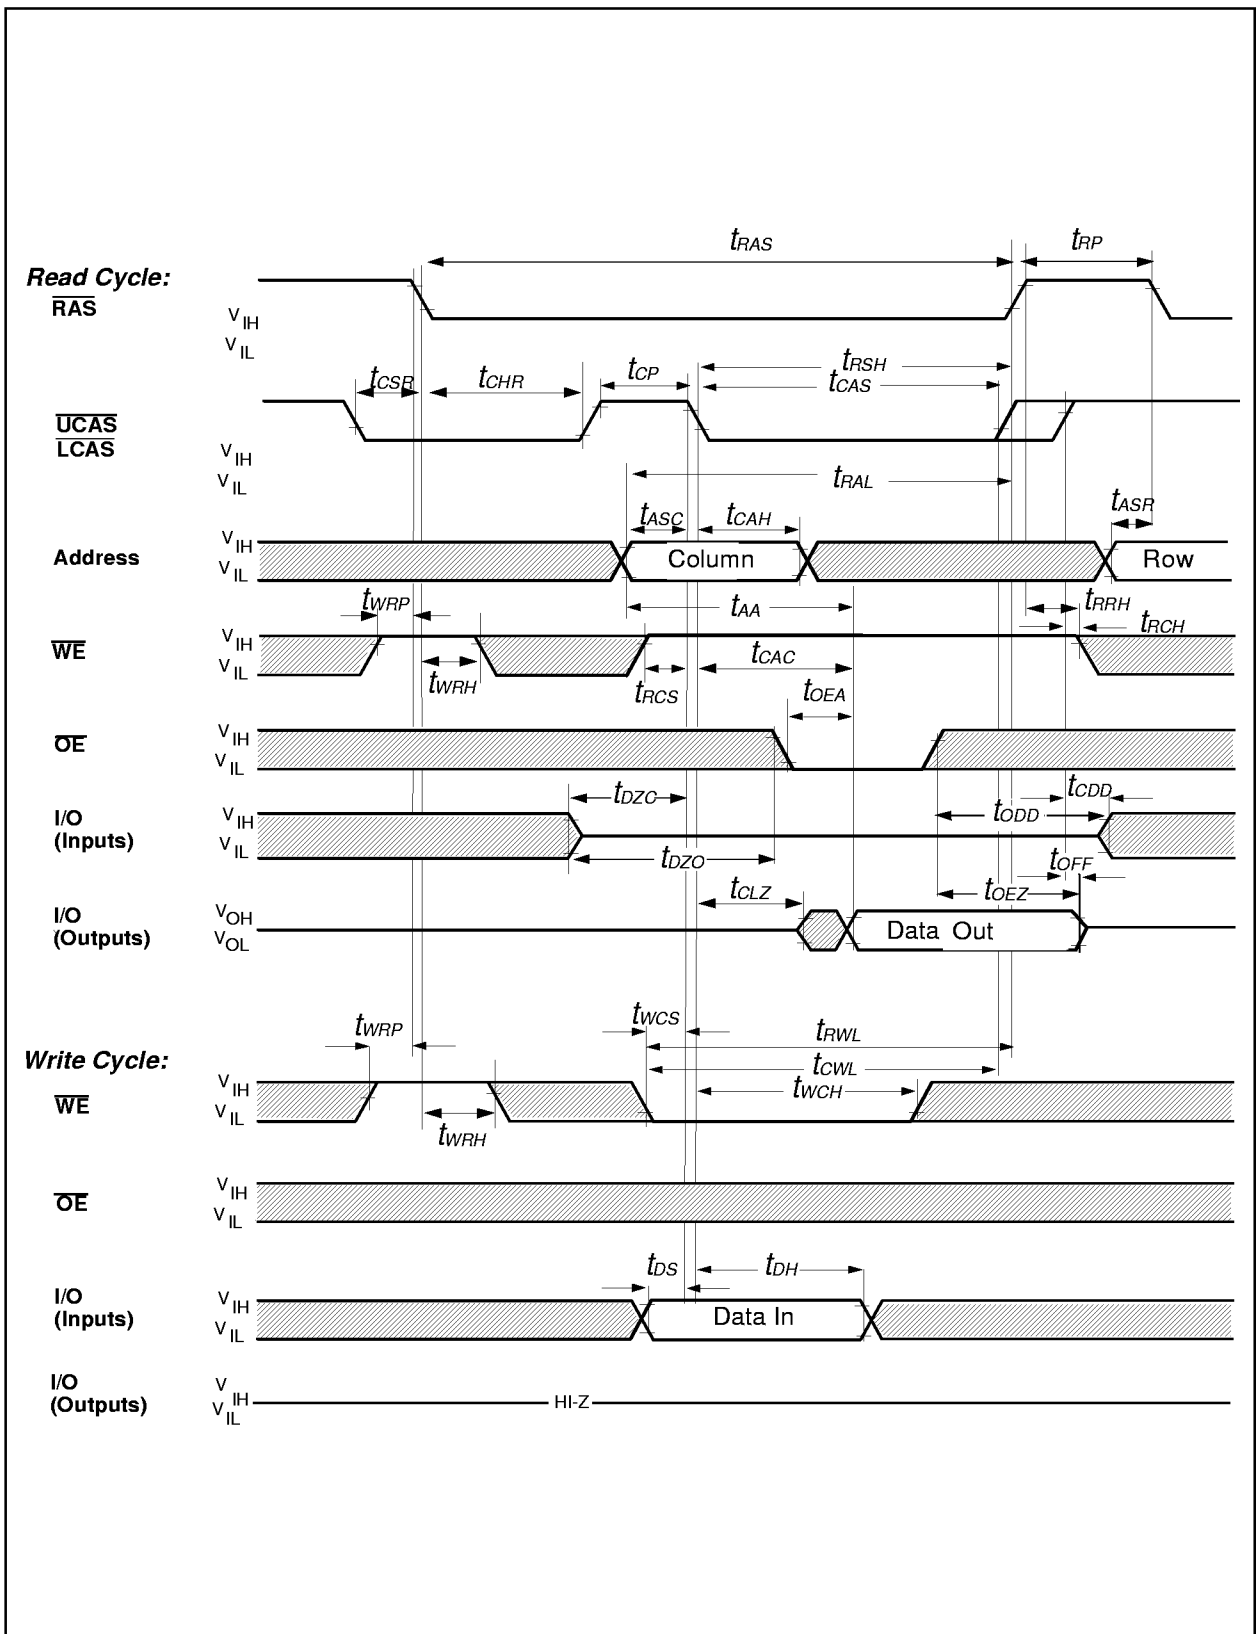 tRAS
tRP
Read Cycle:
RAS
VIH
VIL
tRSH
tCSR
tCHR
tCP
tCAS
UCAS
LCAS
VIH
VIL
tRAL
tASR
tASC
tCAH
Address
VIH
VIL
Column
Row
tWRP
tAA
tRRH
tRCH
WE
VIH
VIL
tCAC
tWRH
tRCS
tOEA
OE
VIH
VIL
tDZC
tCDD
tODD
I/O
(Inputs)
VIH
VIL
tDZO
tOFF
tCLZ
tOEZ
I/O
(Outputs)
VOH
VOL
Data Out
tWCS
tWRP
tRWL
Write Cycle:
tCWL
tWCH
WE
VIH
VIL
tWRH
OE
VIH
VIL
tDS
tDH
I/O
(Inputs)
VIH
VIL
Data In
I/O
(Outputs)
VIH
VIL
HI-Z